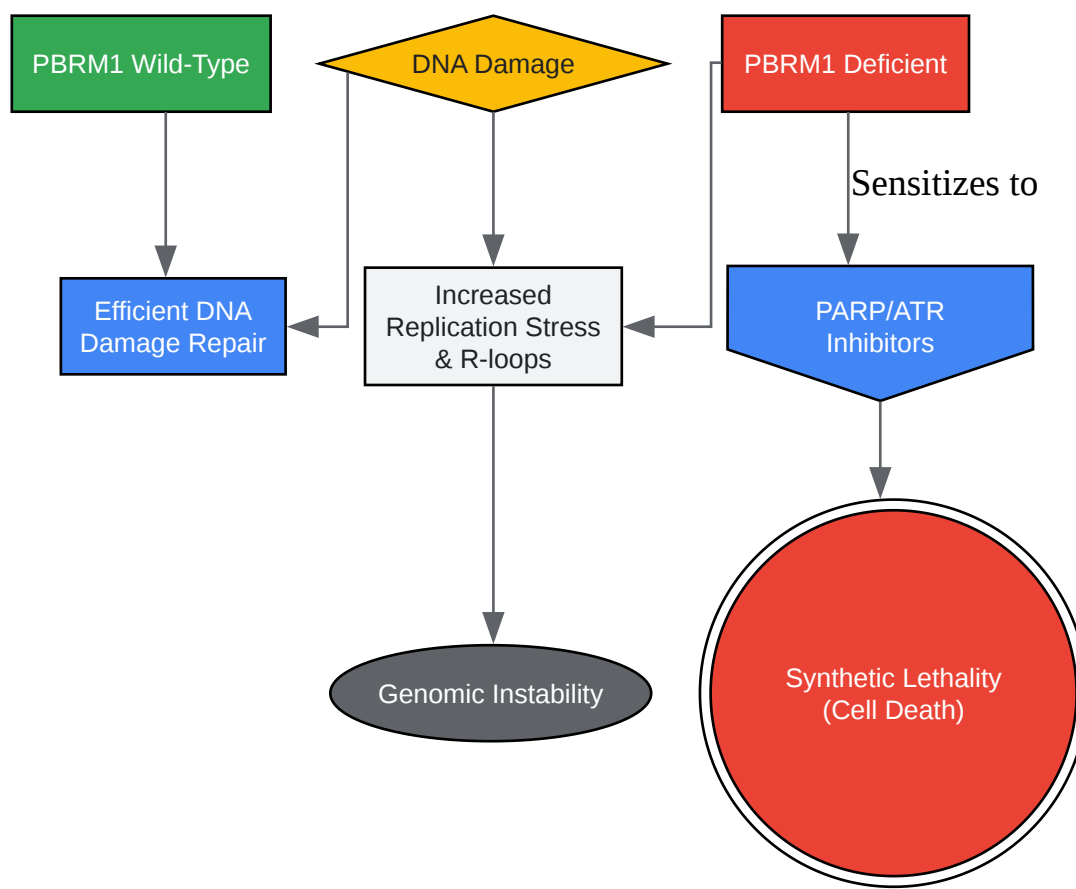 PBRM1 Wild-Type
DNA Damage
PBRM1 Deficient
Sensitizes to
Efficient DNA
Damage Repair
Increased
Replication Stress
& R-loops
PARP/ATR
Inhibitors
Genomic Instability
Synthetic Lethality
(Cell Death)